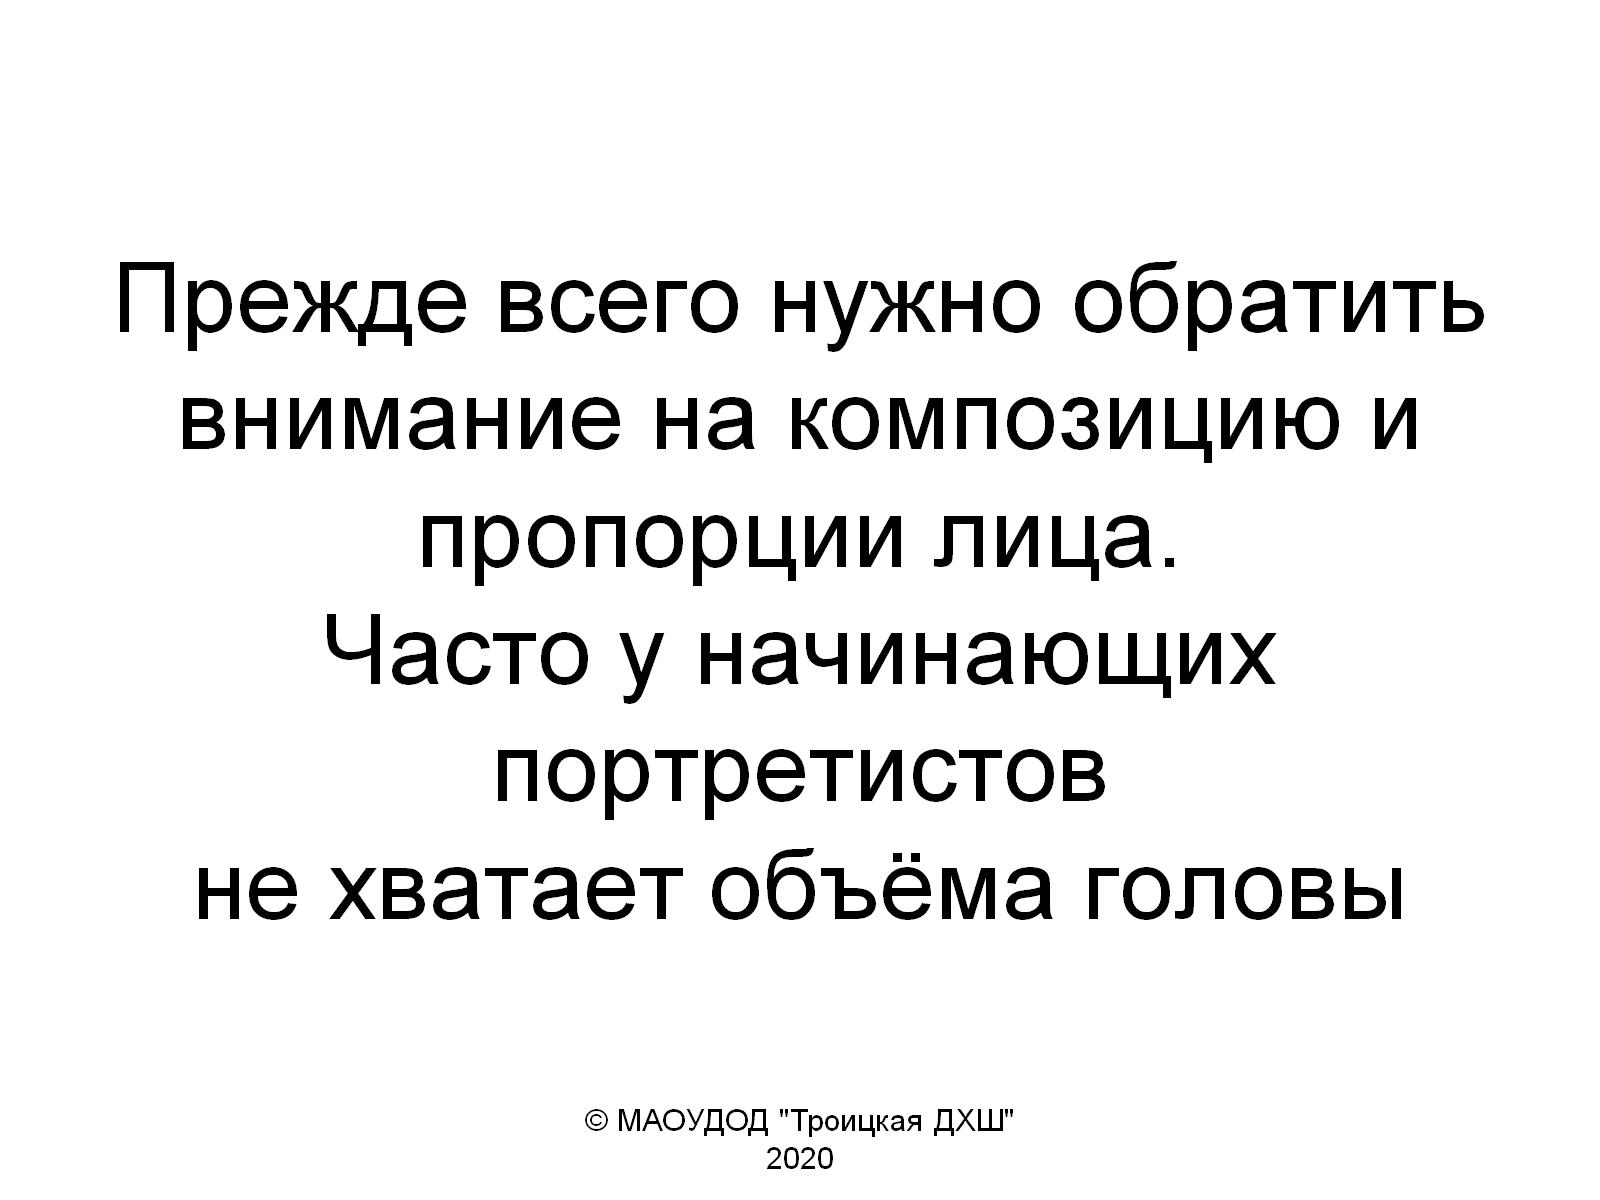 Прежде всего нужно обратить
внимание на композицию и
пропорции лица.
Часто у начинающих
портретистов
не хватает объёма головы
© МАОУДОД "Троицкая ДХШ"
2020